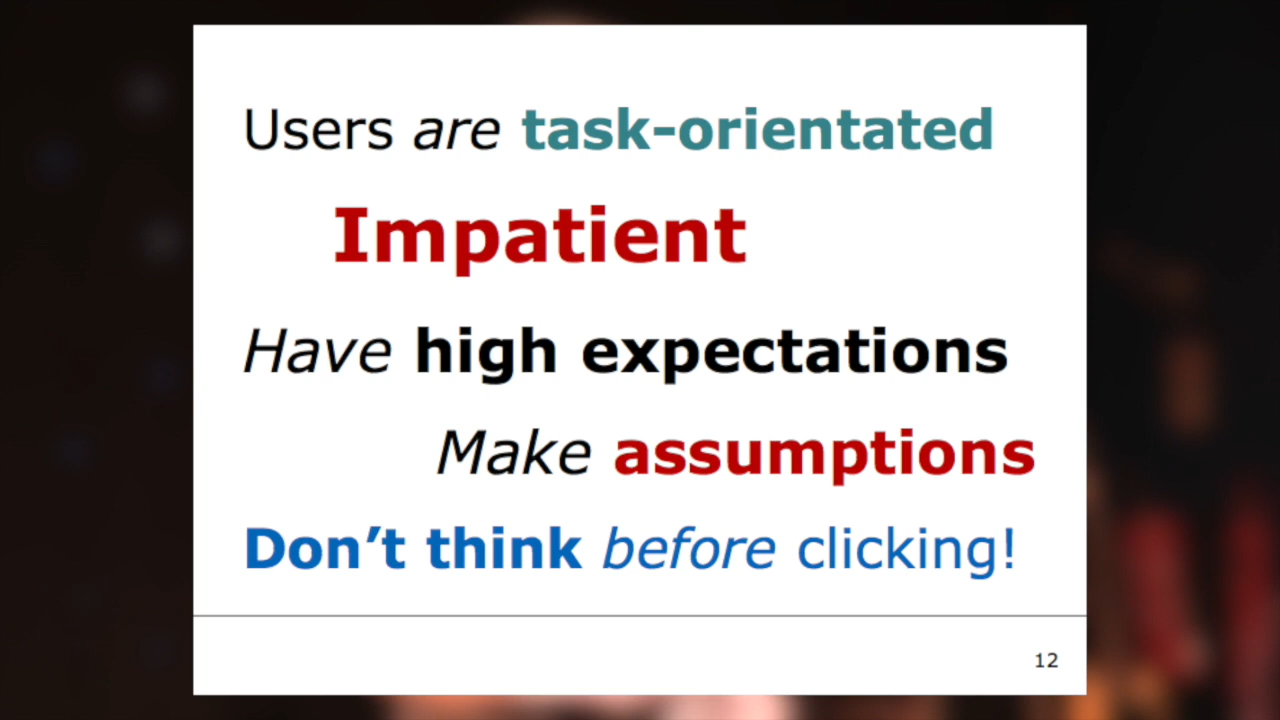 Users are task-orientated
Impatient
Have high expectations
Make assumptions
Don’t think before clicking!
12